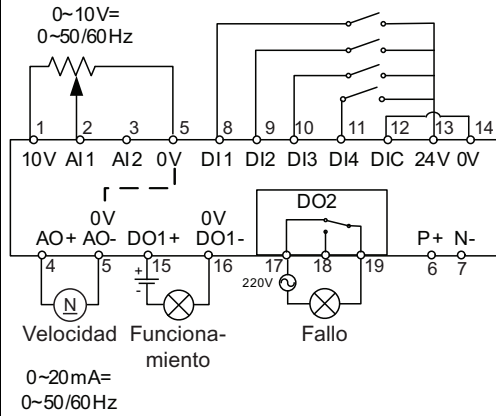 0~10V=
0~50/60Hz
1 2 3 5 8 9 10 11 12 13 14
10V AI1 AI2 0V DI1 DI2 DI3 DI4 DIC 24V 0V
0V 0V DO2
AO+ AO- DO1+ DO1- P+ N-
4 5 15 16 17 18 19 6 7
+
-
220V
N
Velocidad Funciona-
miento Fallo
0~20mA=
0~50/60Hz